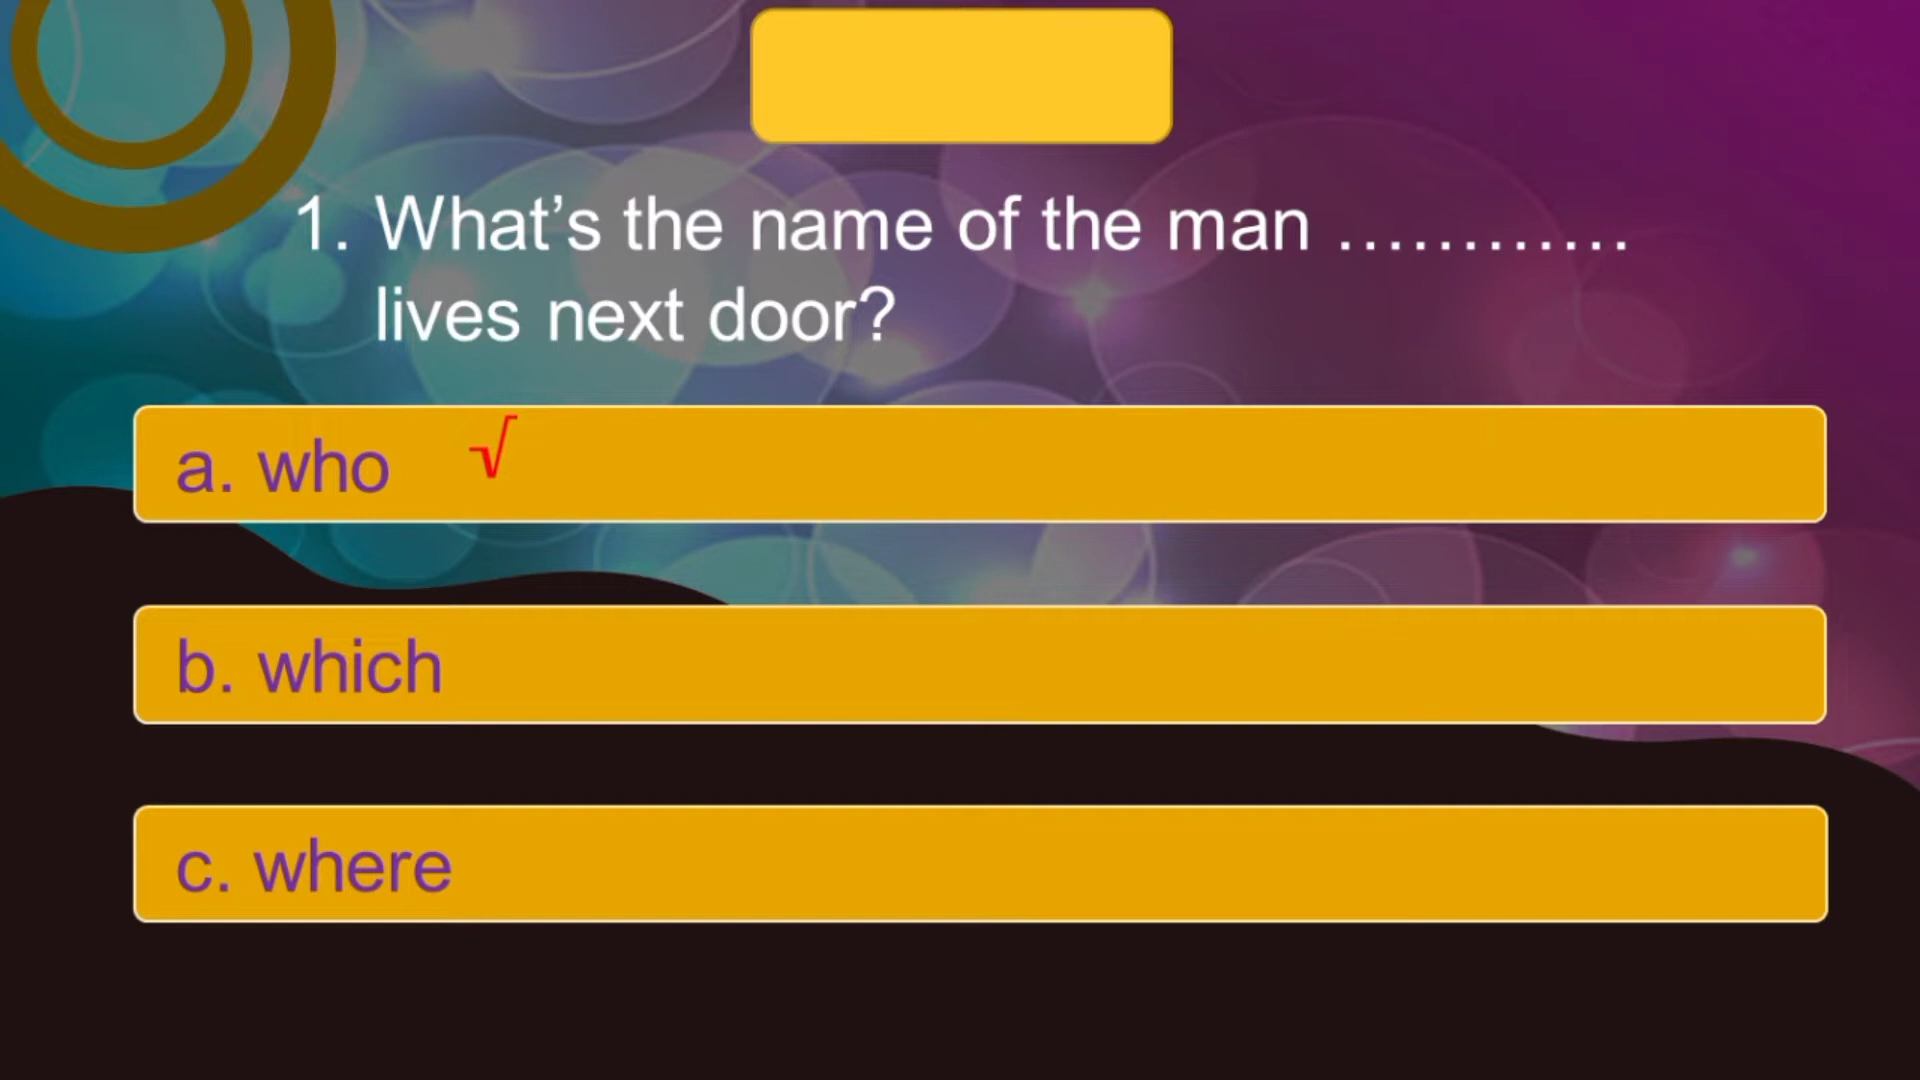 1. What’s the name of the man …………
lives next door?
a. who √
b. which
c. where